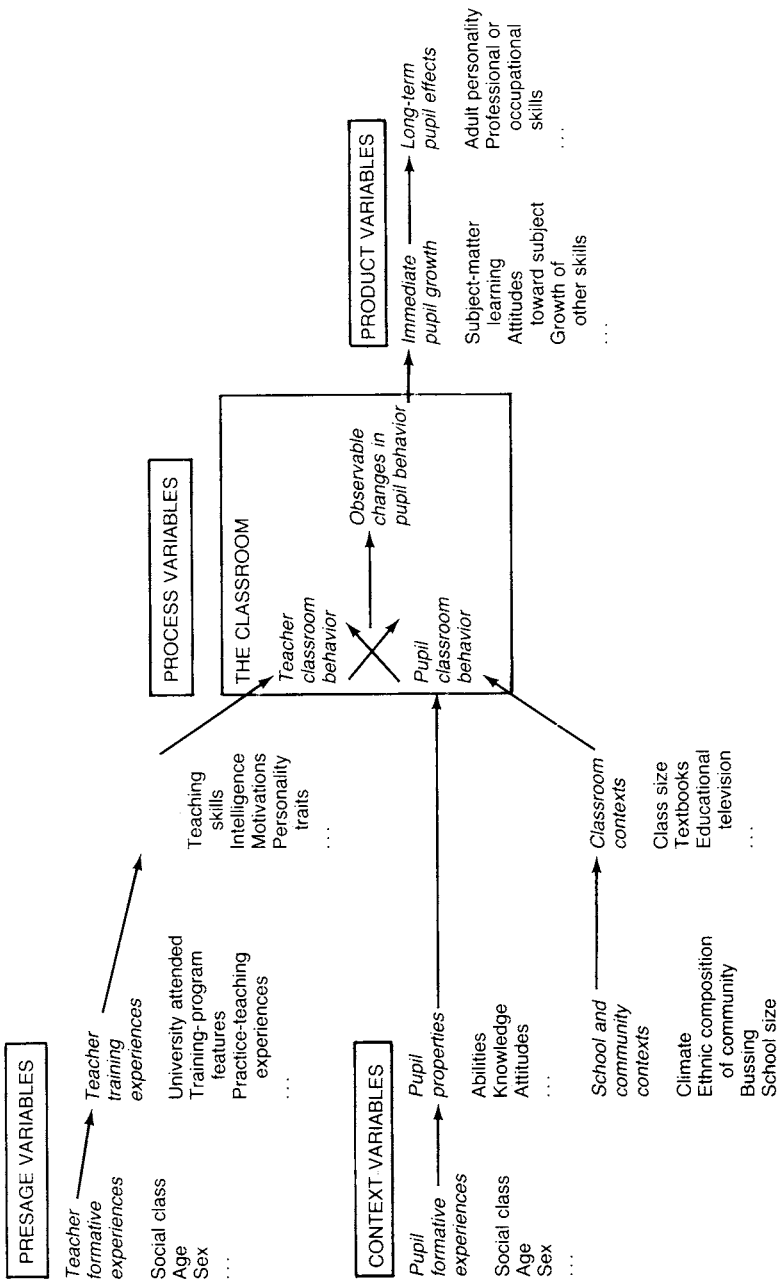 PRESAGE VARIABLES
Teacher
formative
experiences
Social class
Age
Sex
...
Teacher
training
experiences
University attended
Training-program
features
Practice-teaching
experiences
...
Teaching
skills
Intelligence
Motivations
Personality
traits
...
CONTEXT VARIABLES
Pupil
formative
experiences
Social class
Age
Sex
...
Pupil
properties
Abilities
Knowledge
Attitudes
...
School and
community
contexts
Climate
Ethnic composition
of community
Bussing
School size
Classroom
contexts
Class size
Textbooks
Educational
television
...
PROCESS VARIABLES
THE CLASSROOM
Teacher
classroom
behavior
Pupil
classroom
behavior
Observable
changes in
pupil behavior
PRODUCT VARIABLES
Immediate
pupil growth
Subject-matter
learning
Attitudes
toward subject
Growth of
other skills
...
Long-term
pupil effects
Adult personality
Professional or
occupational
skills
...